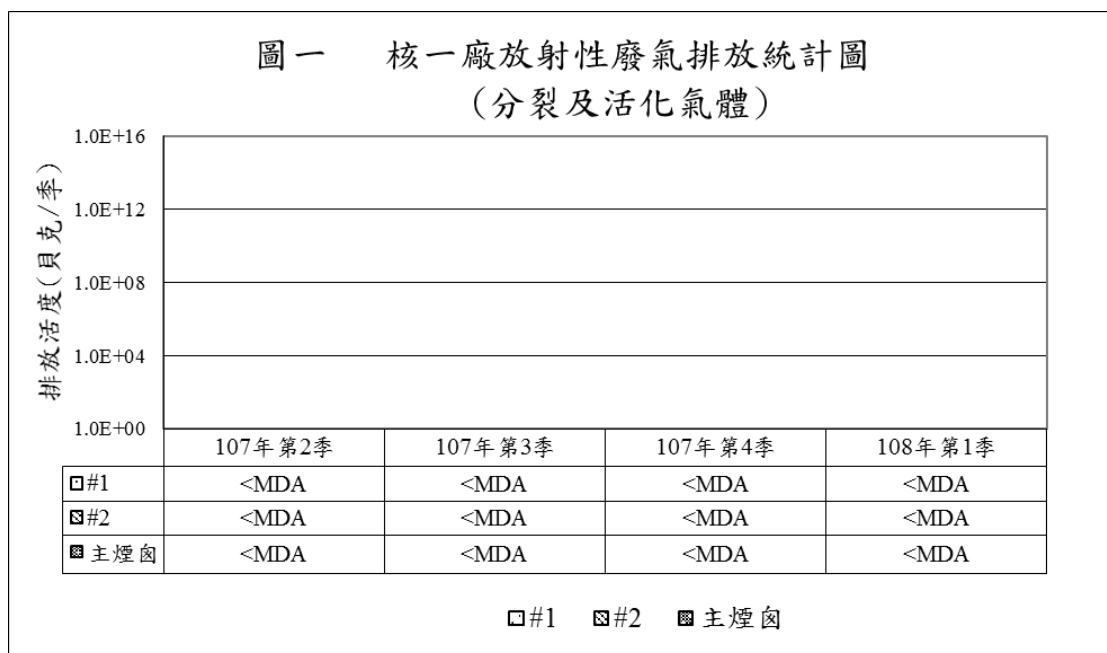 圖一 核一廠放射性廢氣排放統計圖
(分裂及活化氣體)
排放活度(貝克/季)
1.0E+16
1.0E+12
1.0E+08
1.0E+04
1.0E+00
107年第2季 107年第3季 107年第4季 108年第1季
#1 <MDA <MDA <MDA <MDA
#2 <MDA <MDA <MDA <MDA
主煙囪 <MDA <MDA <MDA <MDA
#1 #2 主煙囪